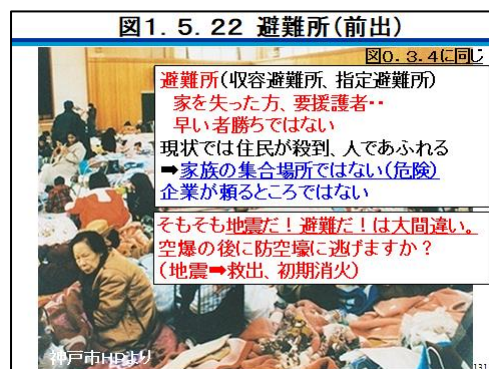 図1．5．22 避難所(前出)
図0．3．4に同じ
避難所(収容避難所、指定避難所)
家を失った方、要援護者・・
早い者勝ちではない
現状では住民が殺到、人であふれる
➡家族の集合場所ではない(危険)
企業が頼るところではない
そもそも地震だ！避難だ！は大間違い。
空爆の後に防空壕に逃げますか？
(地震➡救出、初期消火)
神戸市HPより
131